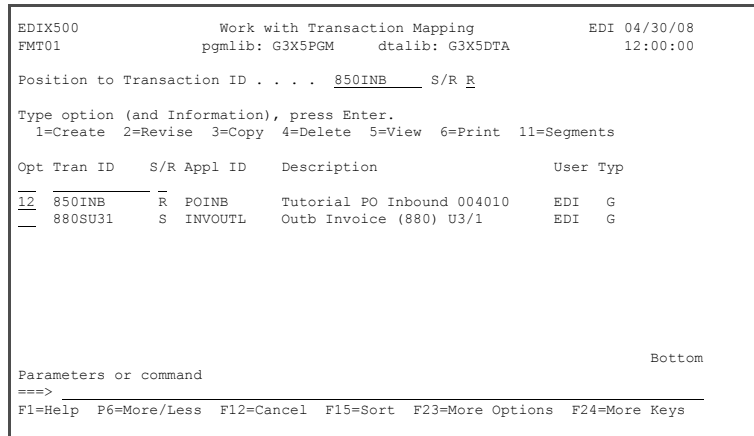 EDIX500 Work with Transaction Mapping EDI 04/30/08
FMT01 pgmlib: G3X5PGM dtalib: G3X5DTA 12:00:00
Position to Transaction ID . . . . 850INB S/R R
Type option (and Information), press Enter.
1=Create 2=Revise 3=Copy 4=Delete 5=View 6=Print 11=Segments
Opt Tran ID S/R Appl ID Description User Typ
12 850INB R POINB Tutorial PO Inbound 004010 EDI G
880SU31 S INVOUTL Outb Invoice (880) U3/1 EDI G
Bottom
Parameters or command
===>
F1=Help P6=More/Less F12=Cancel F15=Sort F23=More Options F24=More Keys